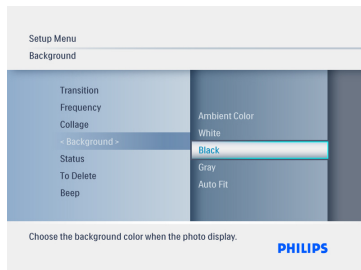 Setup Menu
Background
Transition
Frequency
Collage
< Background >
Status
To Delete
Beep
Ambient Color
White
Black
Gray
Auto Fit
Choose the background color when the photo display.
PHILIPS